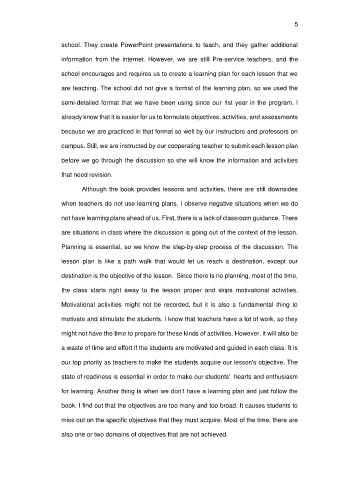 5
school. They create PowerPoint presentations to teach, and they gather additional
information from the internet. However, we are still Pre-service teachers, and the
school encourages and requires us to create a learning plan for each lesson that we
are teaching. The school did not give a format of the learning plan, so we used the
semi-detailed format that we have been using since our 1st year in the program. I
already know that it is easier for us to formulate objectives, activities, and assessments
because we are practiced in that format so well by our instructors and professors on
campus. Still, we are instructed by our cooperating teacher to submit each lesson plan
before we go through the discussion so she will know the information and activities
that need revision.
Although the book provides lessons and activities, there are still downsides
when teachers do not use learning plans. I observe negative situations when we do
not have learning plans ahead of us. First, there is a lack of classroom guidance. There
are situations in class where the discussion is going out of the context of the lesson.
Planning is essential, so we know the step-by-step process of the discussion. The
lesson plan is like a path walk that would let us reach a destination, except our
destination is the objective of the lesson.  Since there is no planning, most of the time,
the class starts right away to the lesson proper and skips motivational activities.
Motivational activities might not be recorded, but it is also a fundamental thing to
motivate and stimulate the students. I know that teachers have a lot of work, so they
might not have the time to prepare for these kinds of activities. However, it will also be
a waste of time and effort if the students are motivated and guided in each class. It is
our top priority as teachers to make the students acquire our lesson's objective. The
state of readiness is essential in order to make our students'  hearts and enthusiasm
for learning. Another thing is when we don't have a learning plan and just follow the
book. I find out that the objectives are too many and too broad. It causes students to
miss out on the specific objectives that they must acquire. Most of the time, there are
also one or two domains of objectives that are not achieved.